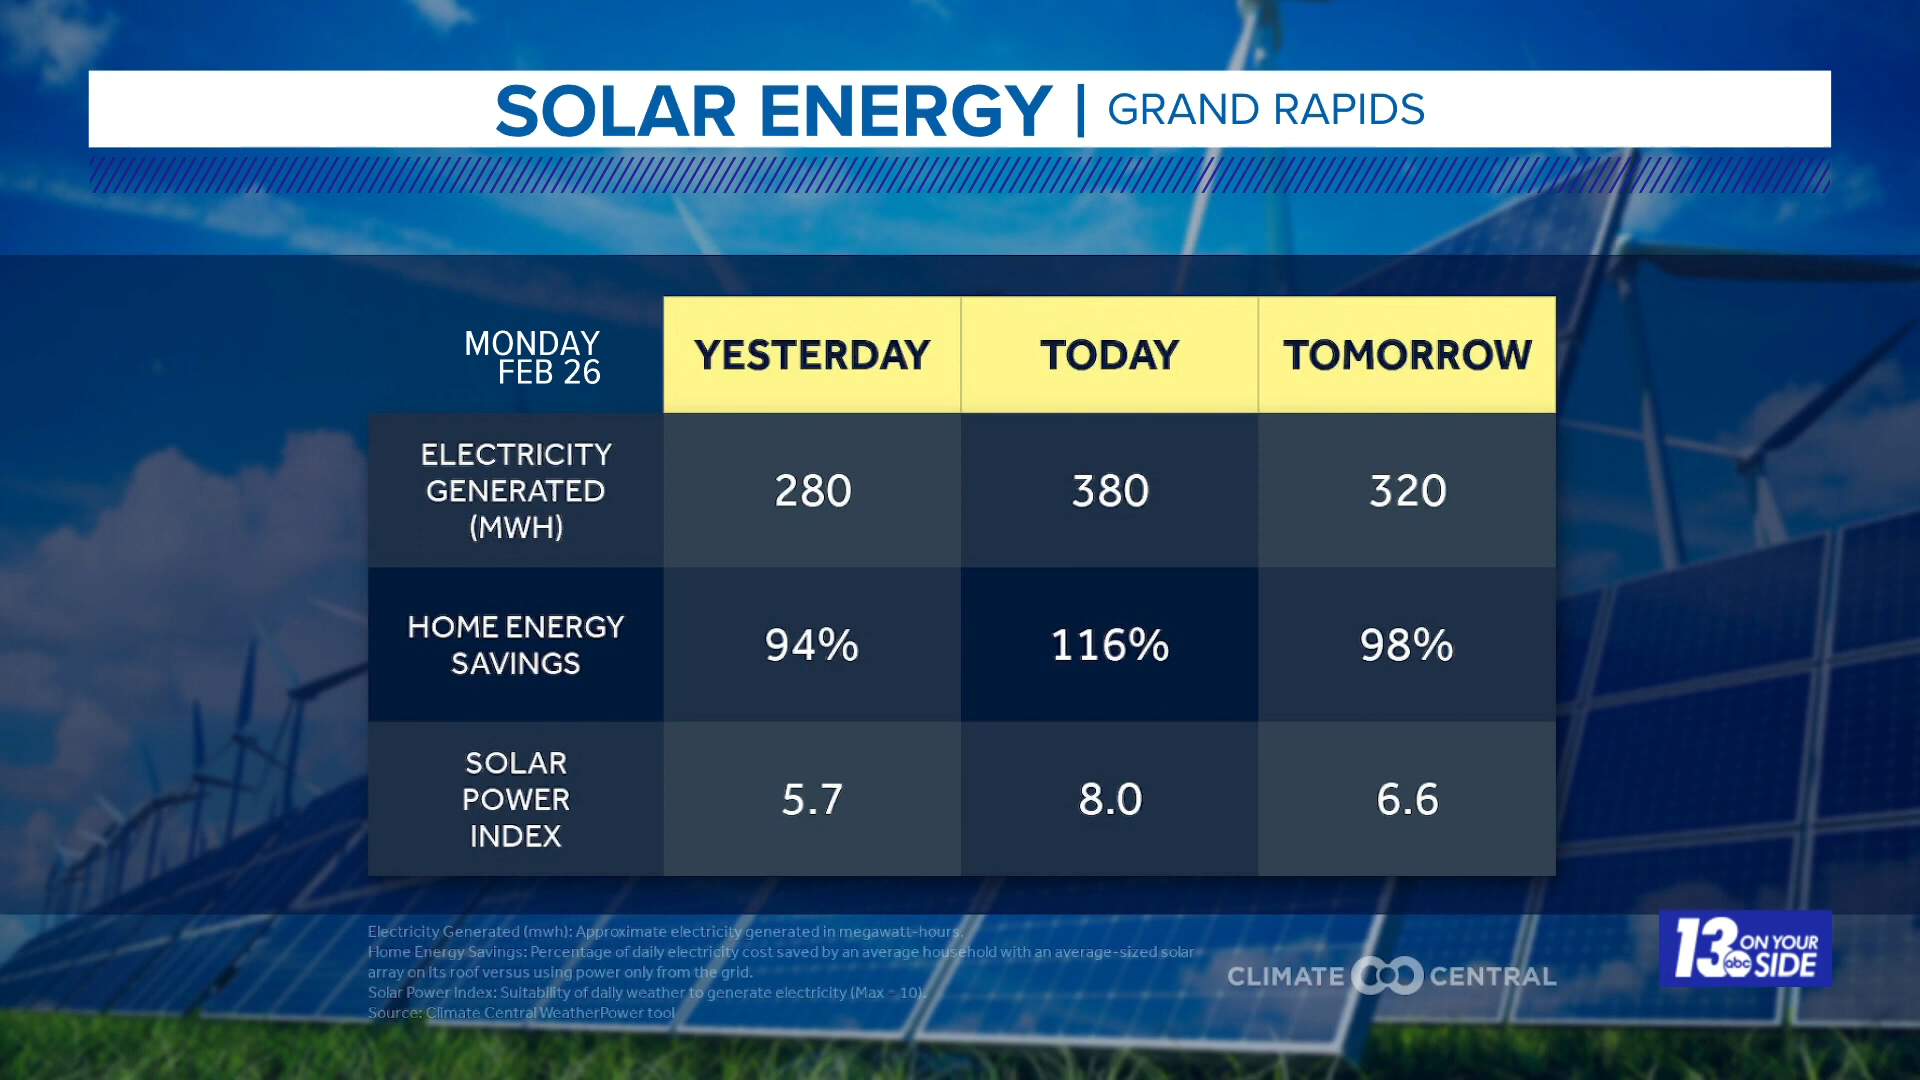 SOLAR ENERGY | GRAND RAPIDS
MONDAY
FEB 26
YESTERDAY
TODAY
TOMORROW
ELECTRICITY
GENERATED
(MWH)
280
380
320
HOME ENERGY
SAVINGS
94%
116%
98%
SOLAR
POWER
INDEX
5.7
8.0
6.6
Electricity Generated (mwh): Approximate electricity generated in megawatt-hours.
Home Energy Savings: Percentage of daily electricity cost saved by an average household with an average-sized solar
array on its roof versus using power only from the grid.
Solar Power Index: Suitability of daily weather to generate electricity (Max = 10).
Source: Climate Central WeatherPower tool
CLIMATE CENTRAL
13 abc
ON YOUR
SIDE